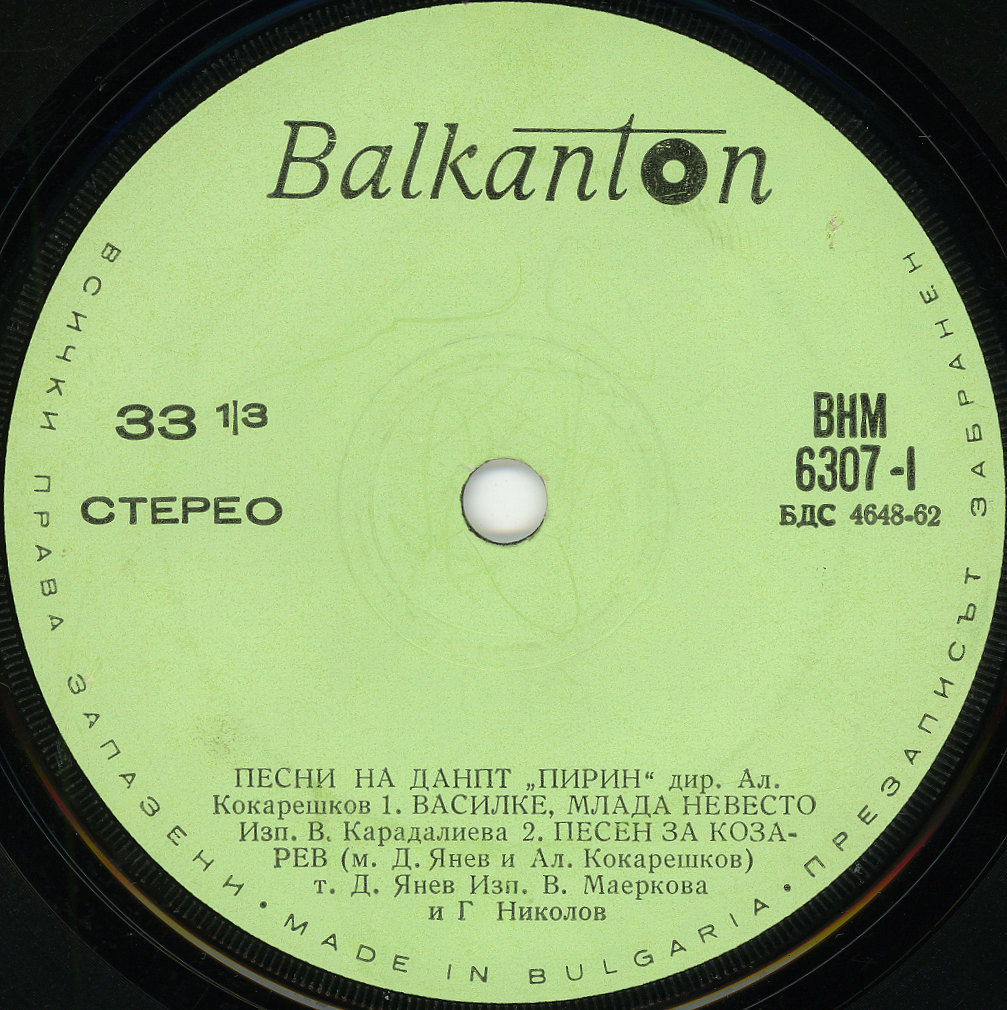 Balkanton
ВСИЧКИ ПРАВА ЗАПАЗЕНИ • MADE IN BULGARIA • ПРЕЗАПИСЪТ ЗАБРАНЕН
33 1/3
СТЕРЕО
ВНМ
6307-I
БДС 4648-62
ПЕСНИ НА ДАНПТ „ПИРИН“ дир. Ал.
Кокарешков 1. ВАСИЛКЕ, МЛАДА НЕВЕСТО
Изп. В. Карадалиева 2. ПЕСЕН ЗА КОЗА-
РЕВ (м. Д. Янев и Ал. Кокарешков)
т. Д. Янев Изп. В. Маеркова
и Г Николов